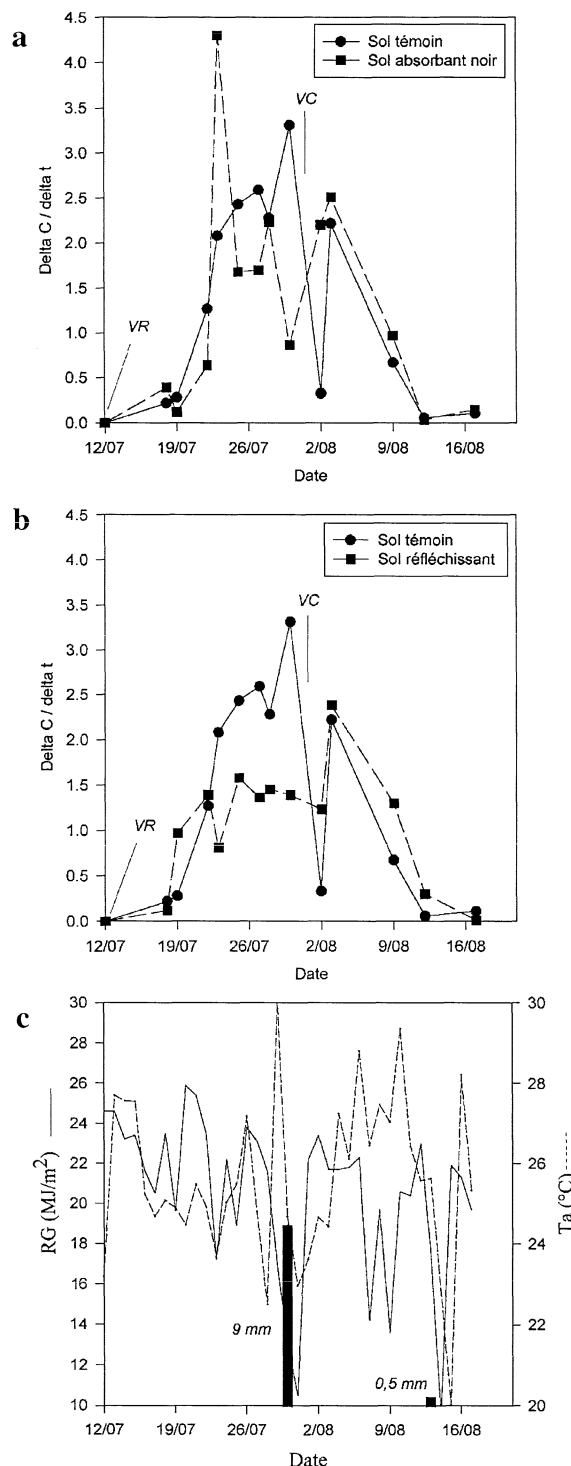 a
Sol témoin
Sol absorbant noir
VC
VR
Delta C / delta t
4.5
4.0
3.5
3.0
2.5
2.0
1.5
1.0
0.5
0.0
12/07 19/07 26/07 2/08 9/08 16/08
Date
b
Sol témoin
Sol réfléchissant
VC
VR
Delta C / delta t
4.5
4.0
3.5
3.0
2.5
2.0
1.5
1.0
0.5
0.0
12/07 19/07 26/07 2/08 9/08 16/08
Date
c
RG (MJ/m²)
30
28
26
24
22
20
18
16
14
12
10
9 mm
0,5 mm
30
28
26
24
22
20
Ta (°C)
12/07 19/07 26/07 2/08 9/08 16/08
Date